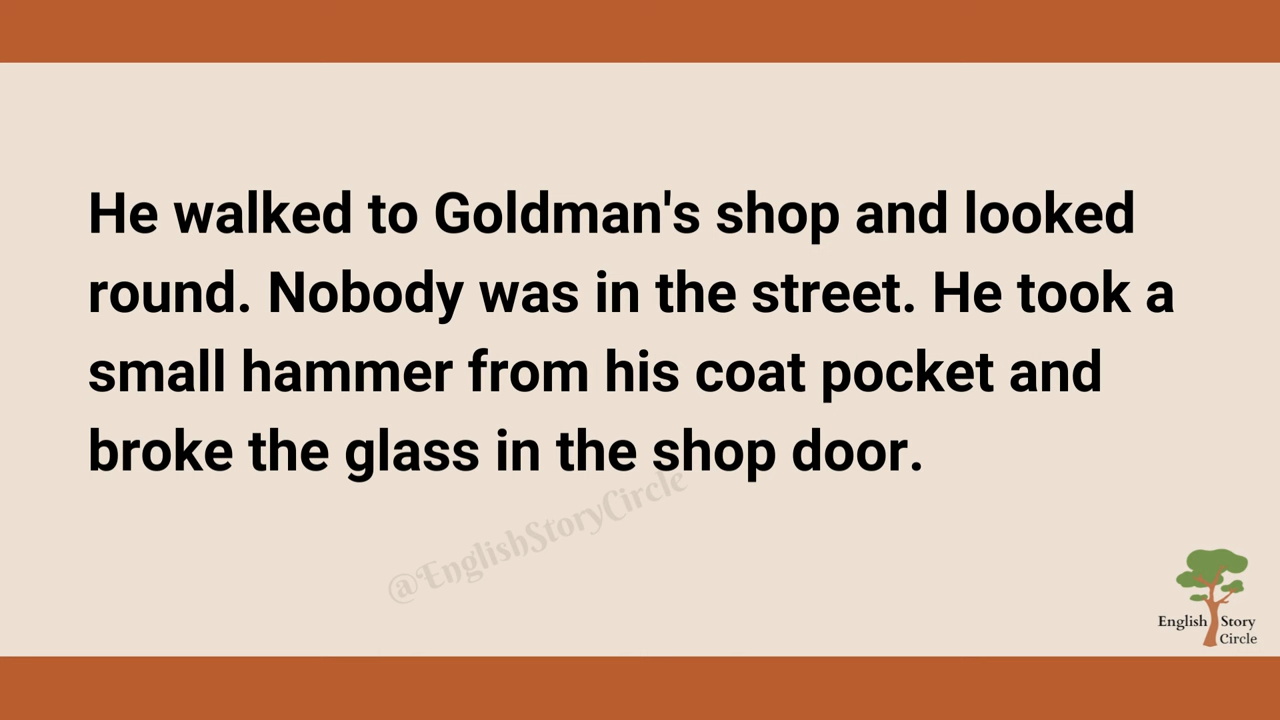 He walked to Goldman's shop and looked
round. Nobody was in the street. He took a
small hammer from his coat pocket and
broke the glass in the shop door.
@EnglishStoryCircle
English Story
Circle